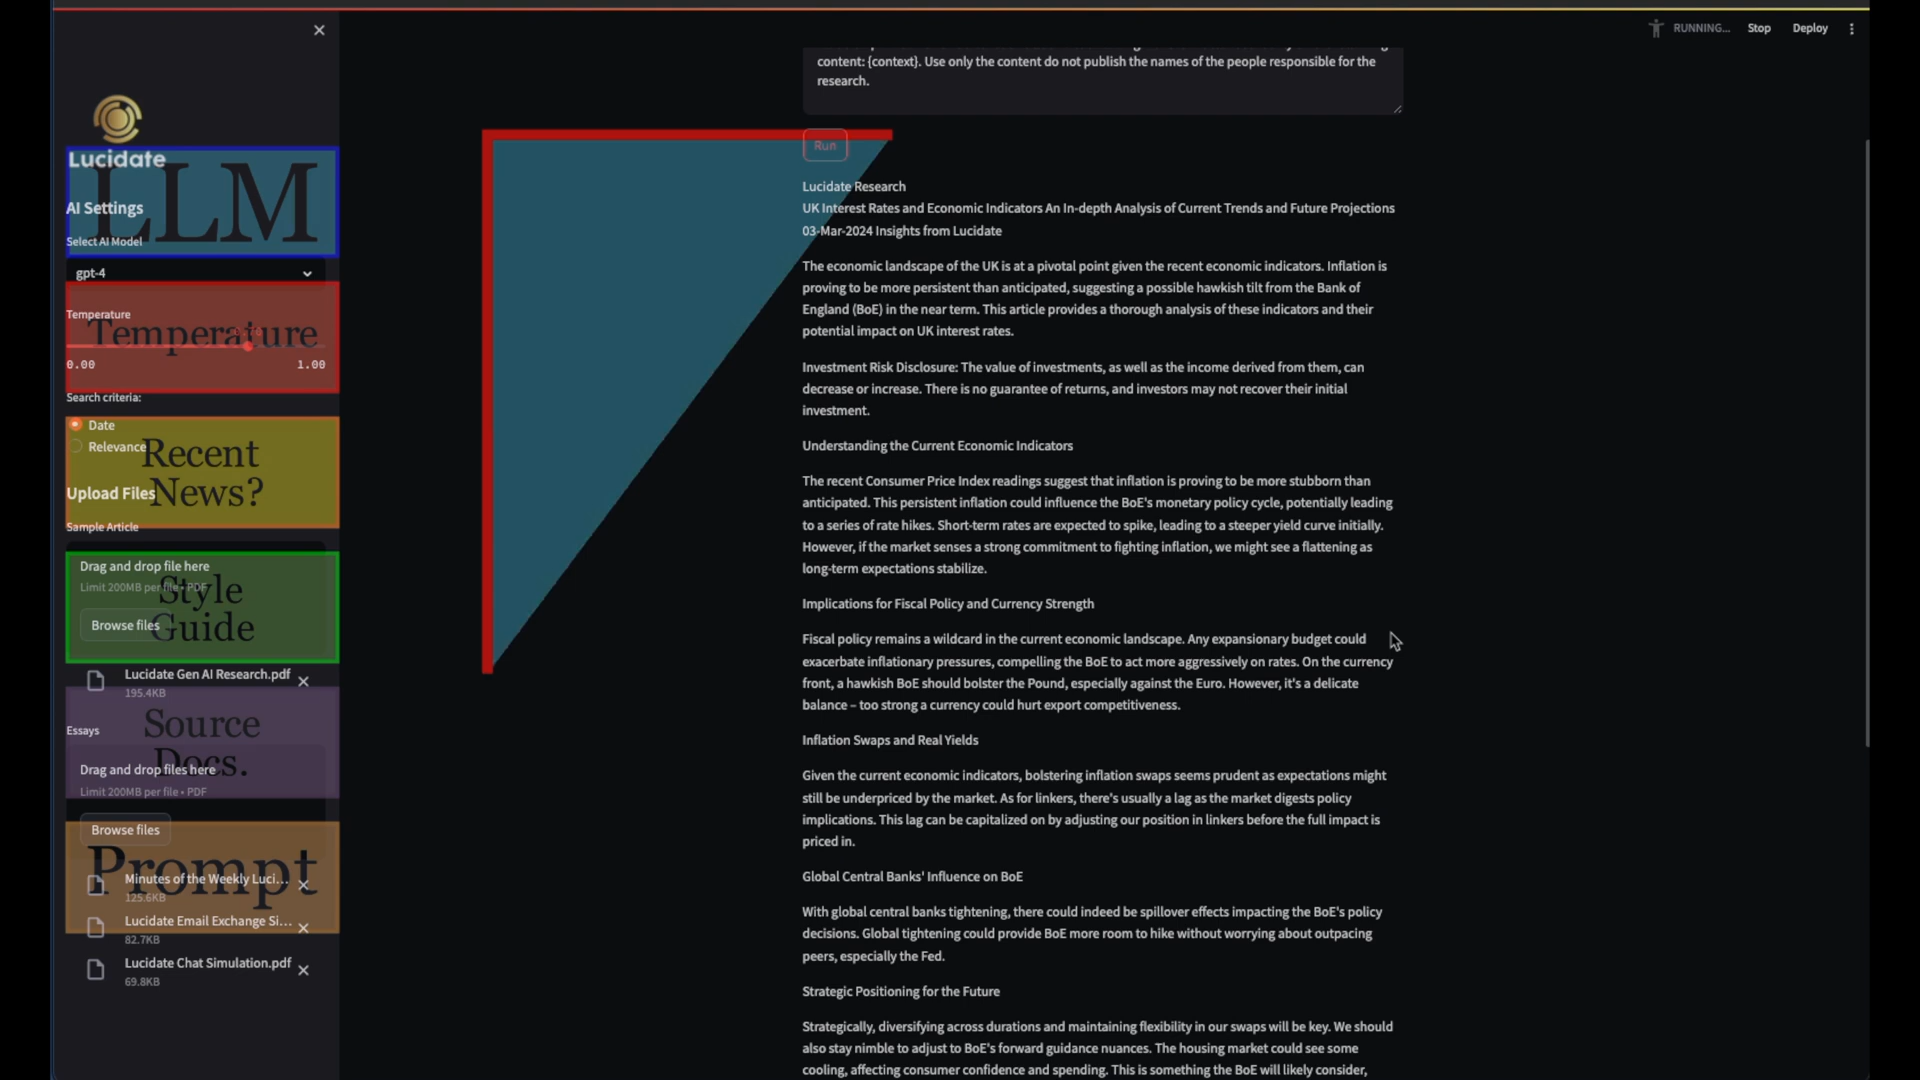 RUNNING...
Stop
Deploy
Lucidate
LLM
AI Settings
Select AI Model
gpt-4
Temperature
Temperature
0.00
1.00
Search criteria:
Date
Relevance
Recent
News?
Upload Files
Sample Article
Drag and drop file here
Limit 200MB per file • PDF
Style
Guide
Browse files
Lucidate Gen AI Research.pdf
195.4KB
Source
Docs.
Essays
Drag and drop files here
Limit 200MB per file • PDF
Browse files
Prompt
Minutes of the Weekly Luci...
125.6KB
Lucidate Email Exchange Si...
82.7KB
Lucidate Chat Simulation.pdf
69.8KB
content: {context}. Use only the content do not publish the names of the people responsible for the
research.
Run
Lucidate Research
UK Interest Rates and Economic Indicators An In-depth Analysis of Current Trends and Future Projections
03-Mar-2024 Insights from Lucidate
The economic landscape of the UK is at a pivotal point given the recent economic indicators. Inflation is
proving to be more persistent than anticipated, suggesting a possible hawkish tilt from the Bank of
England (BoE) in the near term. This article provides a thorough analysis of these indicators and their
potential impact on UK interest rates.
Investment Risk Disclosure: The value of investments, as well as the income derived from them, can
decrease or increase. There is no guarantee of returns, and investors may not recover their initial
investment.
Understanding the Current Economic Indicators
The recent Consumer Price Index readings suggest that inflation is proving to be more stubborn than
anticipated. This persistent inflation could influence the BoE's monetary policy cycle, potentially leading
to a series of rate hikes. Short-term rates are expected to spike, leading to a steeper yield curve initially.
However, if the market senses a strong commitment to fighting inflation, we might see a flattening as
long-term expectations stabilize.
Implications for Fiscal Policy and Currency Strength
Fiscal policy remains a wildcard in the current economic landscape. Any expansionary budget could
exacerbate inflationary pressures, compelling the BoE to act more aggressively on rates. On the currency
front, a hawkish BoE should bolster the Pound, especially against the Euro. However, it's a delicate
balance – too strong a currency could hurt export competitiveness.
Inflation Swaps and Real Yields
Given the current economic indicators, bolstering inflation swaps seems prudent as expectations might
still be underpriced by the market. As for linkers, there's usually a lag as the market digests policy
implications. This lag can be capitalized on by adjusting our position in linkers before the full impact is
priced in.
Global Central Banks' Influence on BoE
With global central banks tightening, there could indeed be spillover effects impacting the BoE's policy
decisions. Global tightening could provide BoE more room to hike without worrying about outpacing
peers, especially the Fed.
Strategic Positioning for the Future
Strategically, diversifying across durations and maintaining flexibility in our swaps will be key. We should
also stay nimble to adjust to BoE's forward guidance nuances. The housing market could see some
cooling, affecting consumer confidence and spending. This is something the BoE will likely consider,